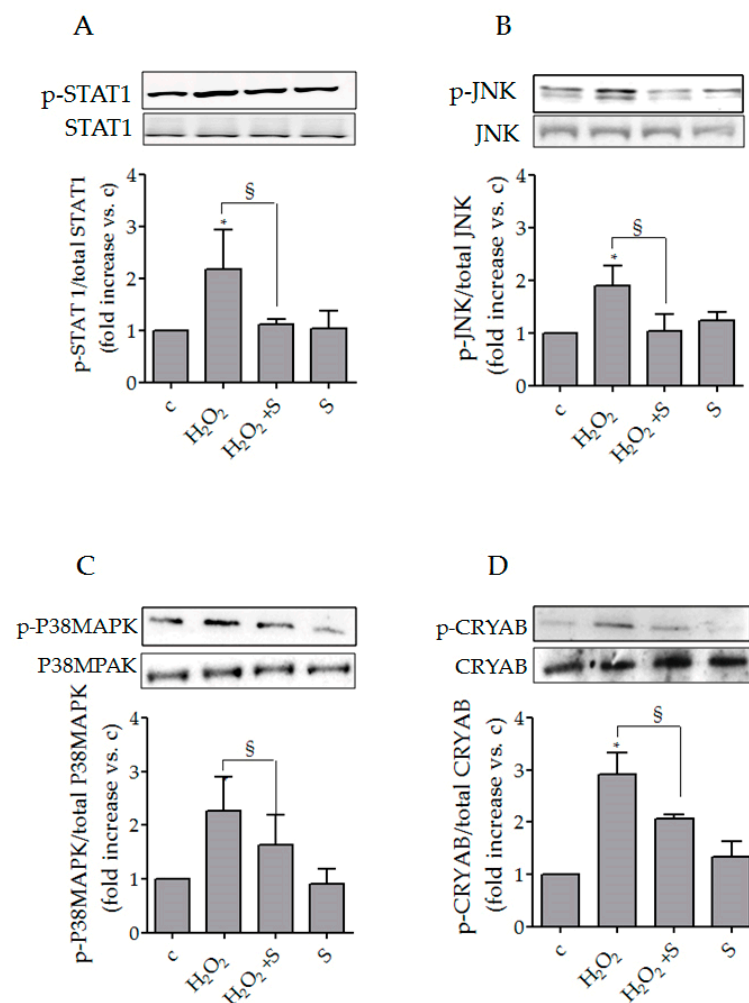 A
p-STAT1
STAT1
p-STAT 1/total STAT1
(fold increase vs. c)
4
3
2
1
0
*
§
c
H₂O₂
H₂O₂ +S
S
B
p-JNK
JNK
p-JNK/total JNK
(fold increase vs. c)
4
3
2
1
0
*
§
c
H₂O₂
H₂O₂ +S
S
C
p-P38MAPK
P38MPAK
p-P38MAPK/total P38MAPK
(fold increase vs. c)
4
3
2
1
0
§
c
H₂O₂
H₂O₂ +S
S
D
p-CRYAB
CRYAB
p-CRYAB/total CRYAB
(fold increase vs. c)
4
3
2
1
0
*
§
c
H₂O₂
H₂O₂ +S
S